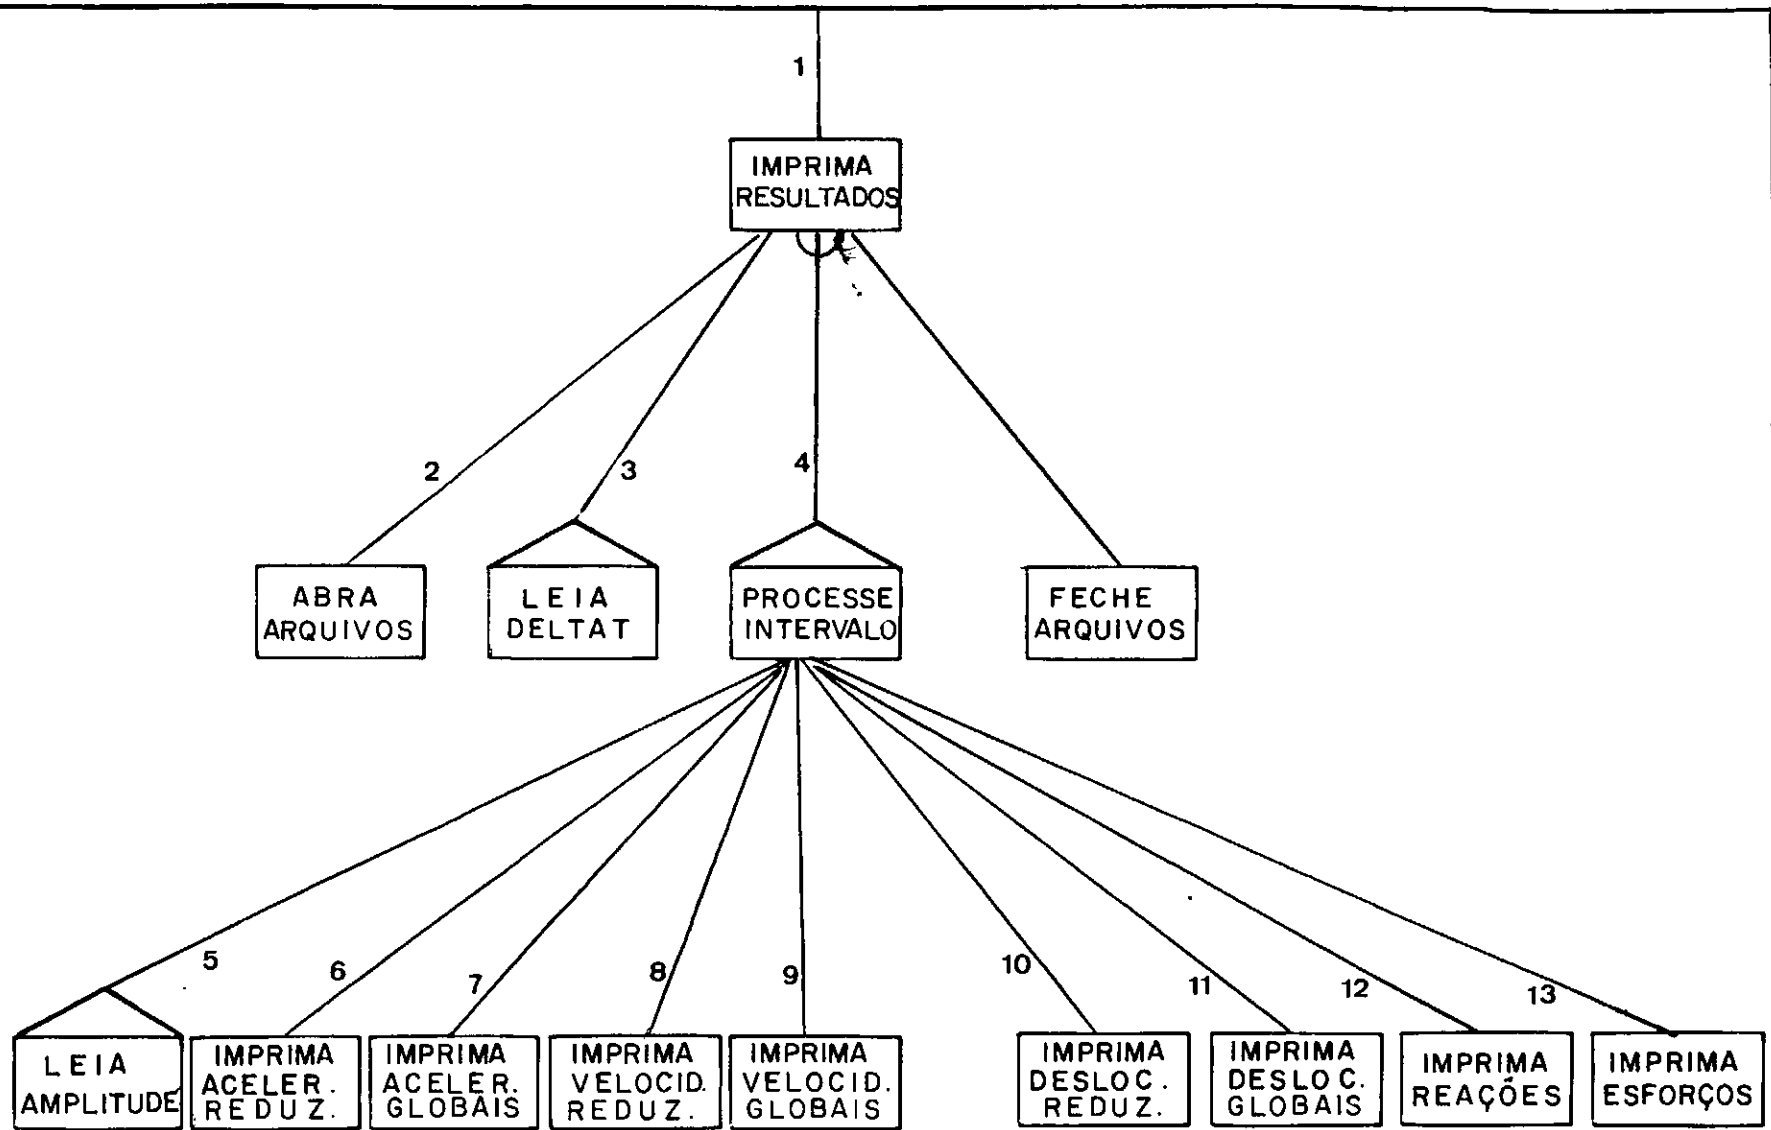 1
IMPRIMA
RESULTADOS
2
3
4
ABRA
ARQUIVOS
LEIA
DELTAT
PROCESSE
INTERVALO
FECHE
ARQUIVOS
5
6
7
8
9
10
11
12
13
LEIA
AMPLITUDE
IMPRIMA
ACELER.
REDUZ.
IMPRIMA
ACELER.
GLOBAIS
IMPRIMA
VELOCID.
REDUZ.
IMPRIMA
VELOCID.
GLOBAIS
IMPRIMA
DESLOC.
REDUZ.
IMPRIMA
DESLOC.
GLOBAIS
IMPRIMA
REAÇÕES
IMPRIMA
ESFORÇOS